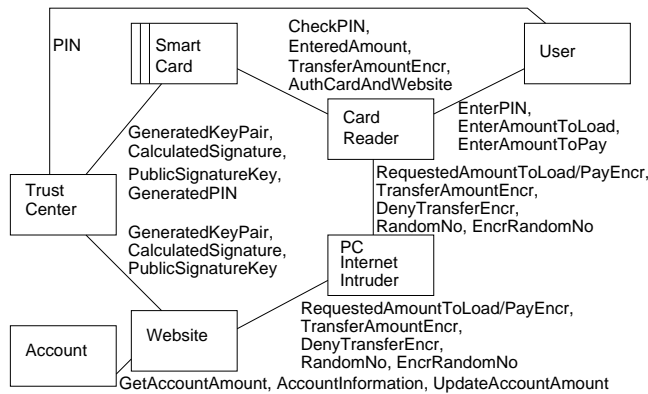 PIN
Smart
Card
CheckPIN,
EnteredAmount,
TransferAmountEncr,
AuthCardAndWebsite
User
Card
Reader
EnterPIN,
EnterAmountToLoad,
EnterAmountToPay
GeneratedKeyPair,
CalculatedSignature,
PublicSignatureKey,
GeneratedPIN
Trust
Center
RequestedAmountToLoad/PayEncr,
TransferAmountEncr,
DenyTransferEncr,
RandomNo, EncrRandomNo
GeneratedKeyPair,
CalculatedSignature,
PublicSignatureKey
PC
Internet
Intruder
Website
RequestedAmountToLoad/PayEncr,
TransferAmountEncr,
DenyTransferEncr,
RandomNo, EncrRandomNo
Account
GetAccountAmount, AccountInformation, UpdateAccountAmount